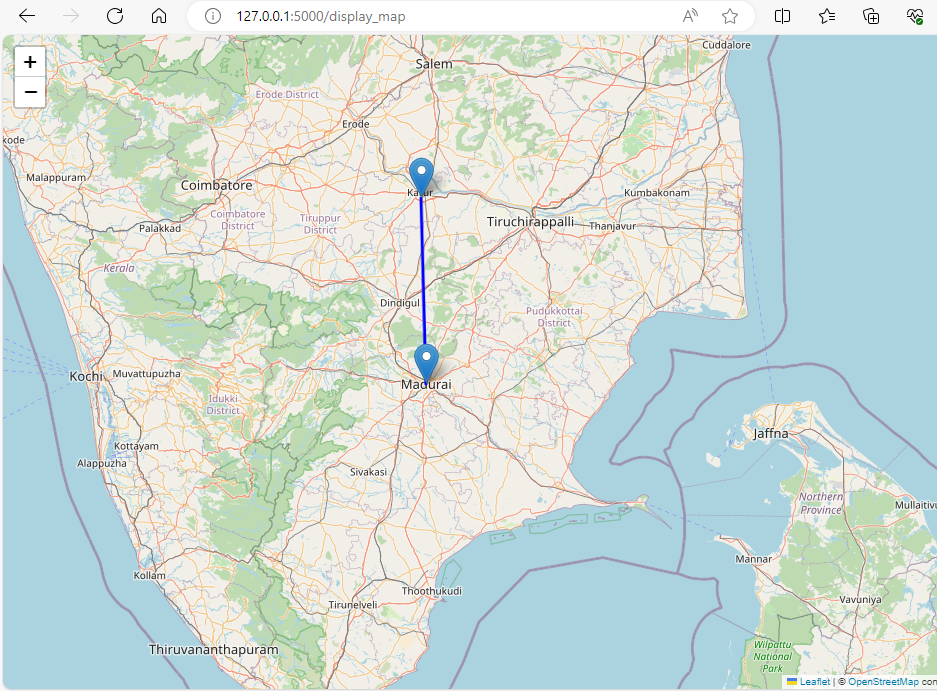 127.0.0.1:5000/display_map
+
−
Cuddalore
Salem
Erode District
Erode
kode
Malappuram
Coimbatore
Karur
Kumbakonam
Coimbatore
District
Tiruppur
District
Tiruchirappalli
Thanjavur
Palakkad
Kerala
Dindigul
Pudukkottai
District
Kochi
Muvattupuzha
Madurai
Idukki
District
Jaffna
Kottayam
Alappuzha
Sivakasi
Northern
Province
Mullaitivu
Mannar
Kollam
Thoothukudi
Tirunelveli
Vavuniya
Thiruvananthapuram
Wilpattu
National
Park
Leaflet | © OpenStreetMap con